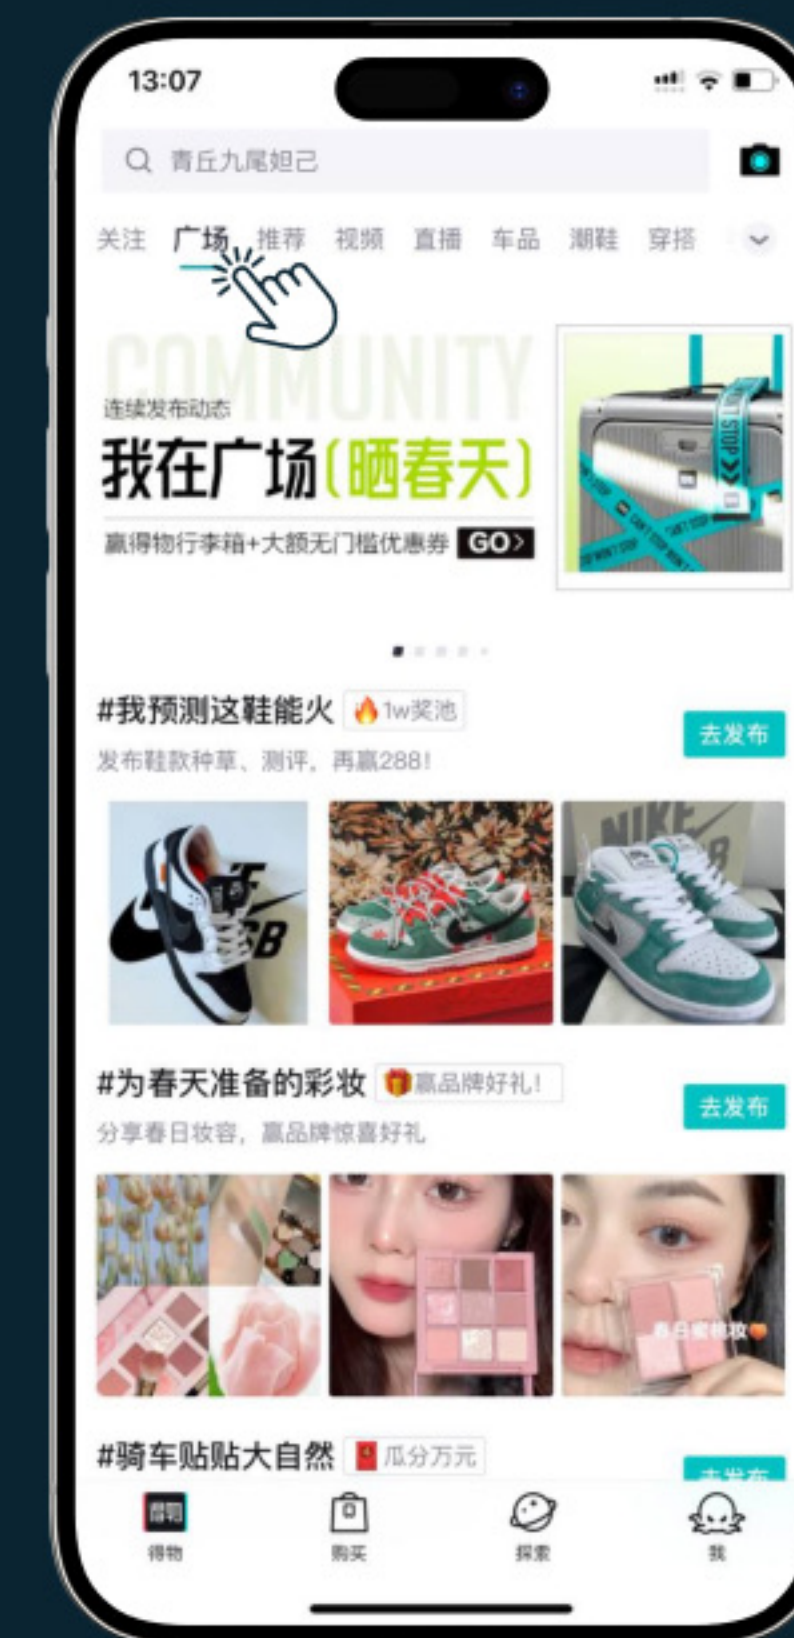 13:07
青丘九尾妲己
关注 广场 推荐 视频 直播 车品 潮鞋 穿搭
COMMUNITY
连续发布动态
我在广场(晒春天)
赢得物行李箱+大额无门槛优惠券 GO>
#我预测这鞋能火 1w奖池
去发布
发布鞋款种草、测评,再赢288!
NIKE
#为春天准备的彩妆 赢品牌好礼!
去发布
分享春日妆容,赢品牌惊喜好礼
春日蜜桃妆
#骑车贴贴大自然 瓜分万元
去发布
得物 购买 探索 我